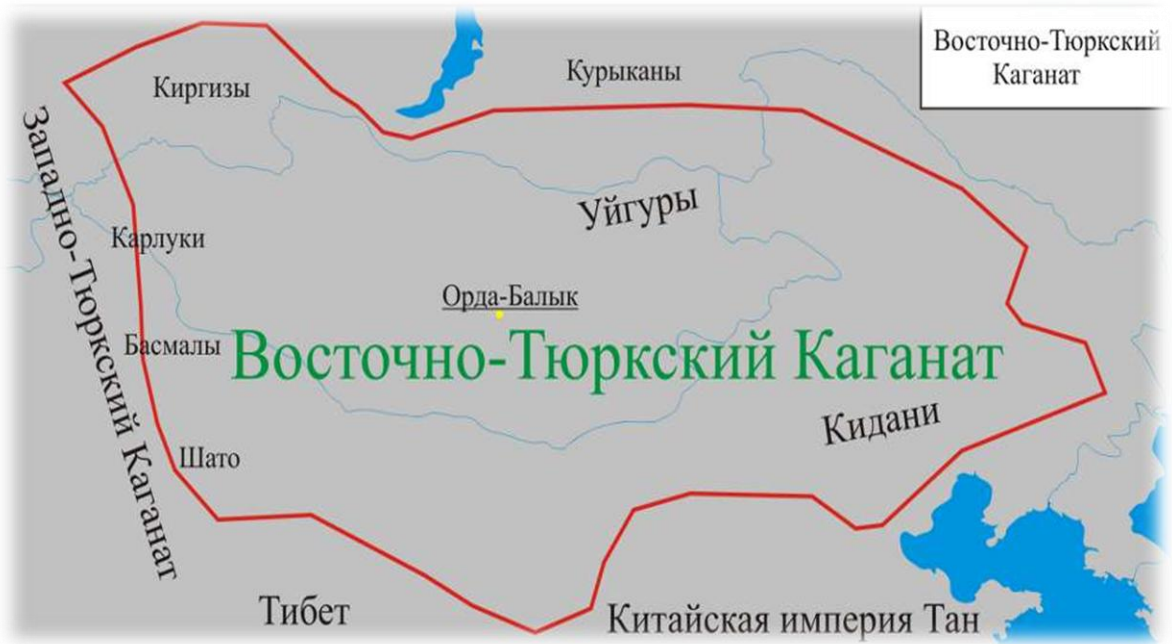 Восточно-Тюркский
Каганат
Киргизы
Курыканы
Западно-Тюркский Каганат
Уйгуры
Карлуки
Орда-Балык
Басмалы
Восточно-Тюркский Каганат
Кидани
Шато
Тибет
Китайская империя Тан